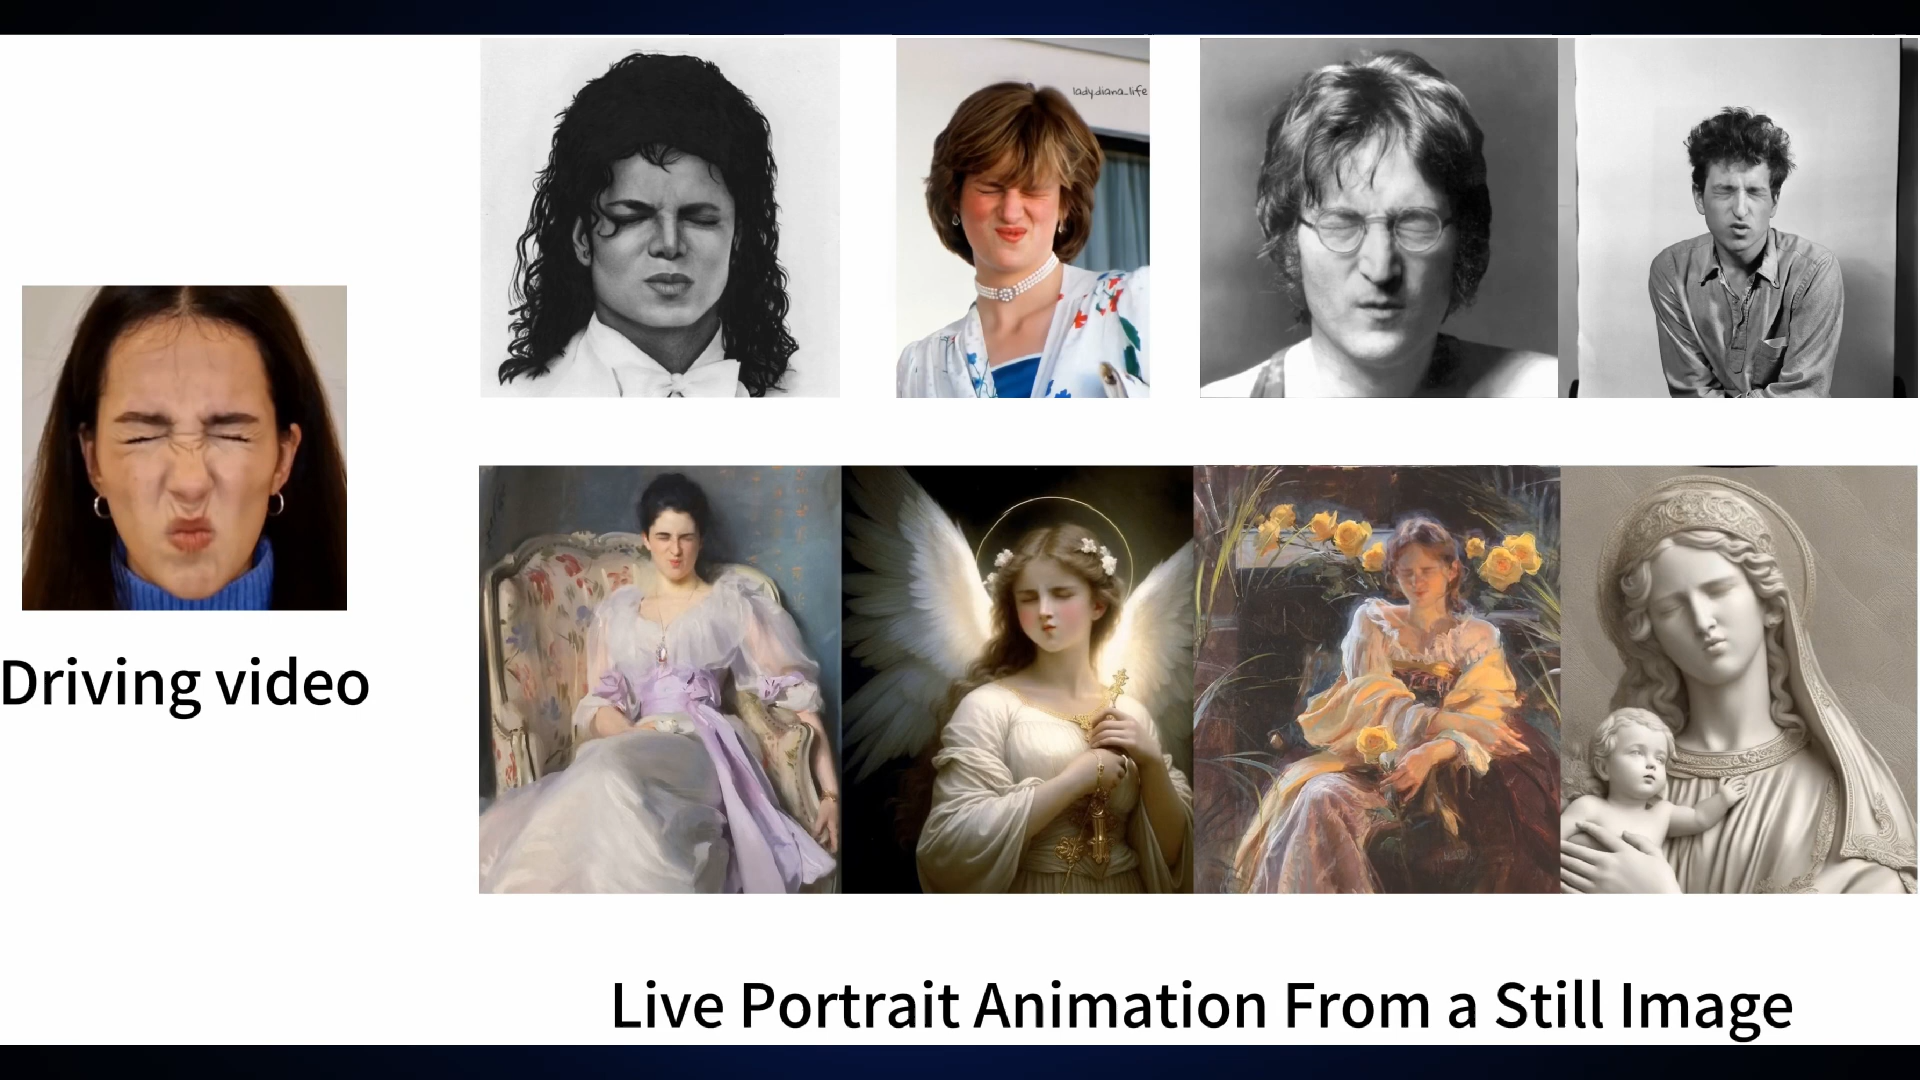 lady.diana_life
Driving video
Live Portrait Animation From a Still Image